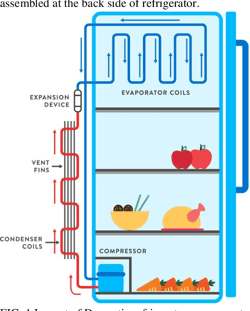 assembled at the back side of refrigerator.
EVAPORATOR COILS
EXPANSION
DEVICE
VENT
FINS
CONDENSER
COILS
COMPRESSOR